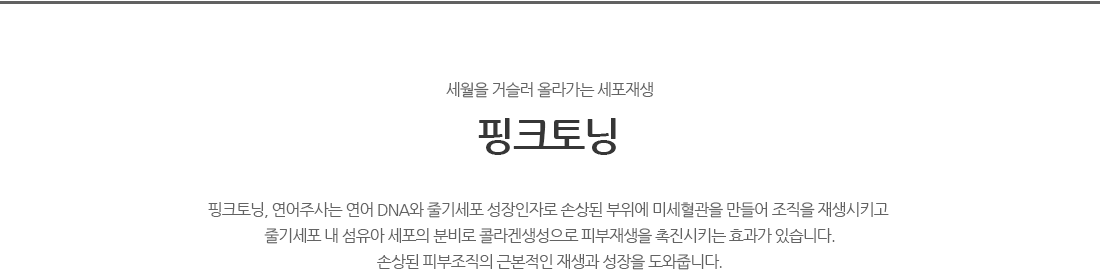 세월을 거슬러 올라가는 세포재생
핑크토닝
핑크토닝, 연어주사는 연어 DNA와 줄기세포 성장인자로 손상된 부위에 미세혈관을 만들어 조직을 재생시키고
줄기세포 내 섬유아 세포의 분비로 콜라겐생성으로 피부재생을 촉진시키는 효과가 있습니다.
손상된 피부조직의 근본적인 재생과 성장을 도와줍니다.